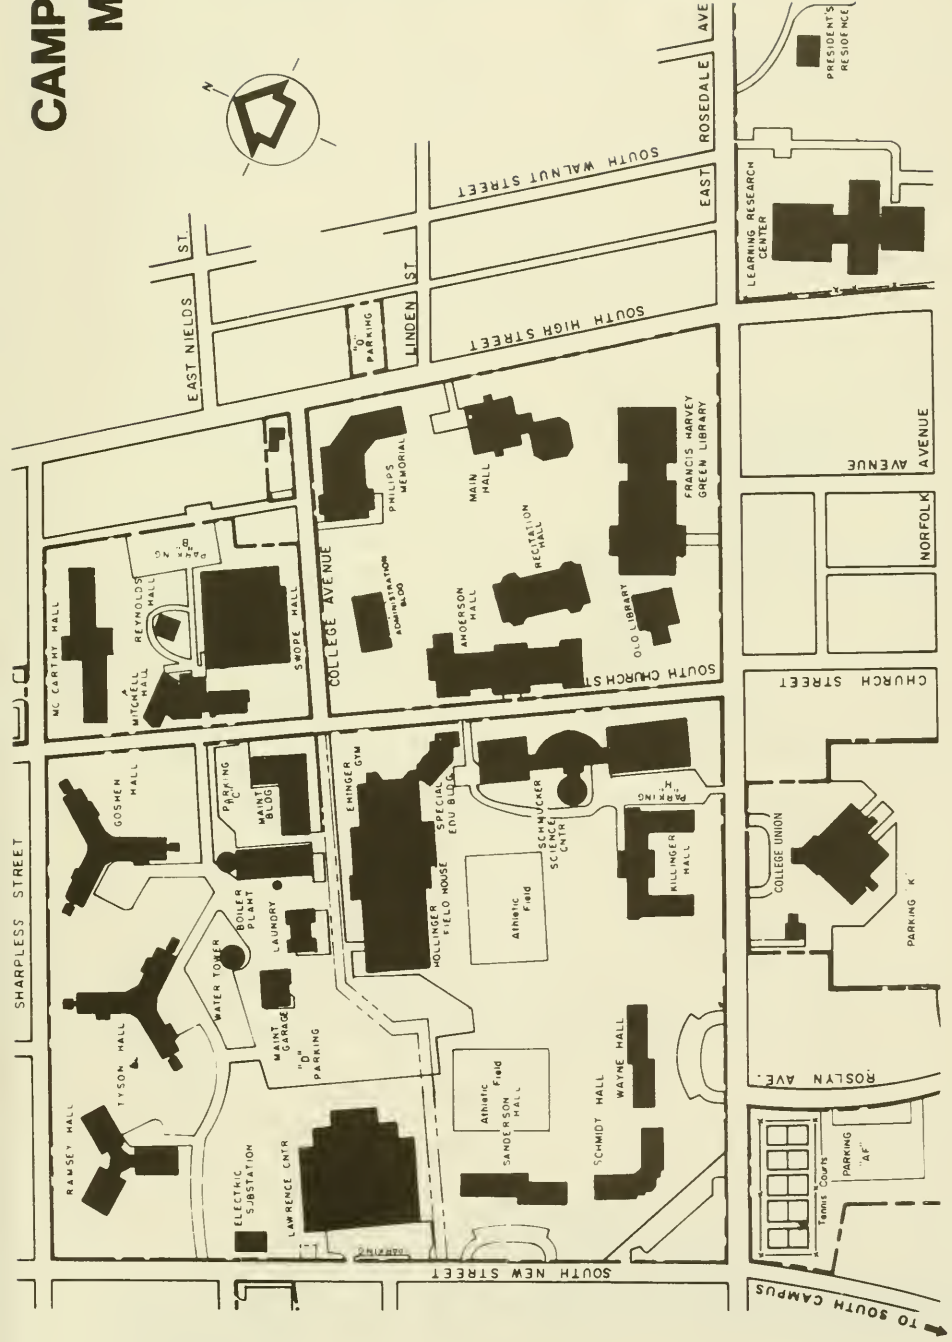 CAMP
M
N
SHARPLESS STREET
EAST NIELDS
ST.
LINDEN
ST
"O"
PARKING
SOUTH WALNUT STREET
SOUTH HIGH STREET
EAST
ROSEDALE
AVE
PRESIDENT'S
RESIDENCE
LEARNING RESEARCH
CENTER
MC CARTHY HALL
REYNOLDS
HALL
PARKING
"B"
MITCHELL
HALL
SWOPE HALL
COLLEGE AVENUE
PHILIPS
MEMORIAL
ADMINISTRATION
BLDG
MAIN
HALL
RECITATION
HALL
ANDERSON
HALL
FRANCIS HARVEY
GREEN LIBRARY
OLD LIBRARY
SOUTH CHURCH ST
AVENUE
NORFOLK
AVENUE
CHURCH STREET
GOSHEN
HALL
PARKING
"C"
MAINT
BLDG
EHINGER
GYM
SPECIAL
EDU BLDG
SCHMUCKER
SCIENCE
CNTR
PARKING
"H"
KILLINGER
HALL
HOLLINGER
FIELD HOUSE
Athletic
Field
BOILER
PLANT
LAUNDRY
WATER TOWER
MAINT
GARAGE
"D"
PARKING
TYSON HALL
RAMSEY HALL
ELECTRIC
SUBSTATION
LAWRENCE CNTR
PARKING
Athletic
Field
SANDERSON
HALL
SCHMIDT HALL
WAYNE HALL
COLLEGE UNION
PARKING "K"
ROSLYN AVE.
Tennis Courts
PARKING
"AF"
SOUTH NEW STREET
TO SOUTH CAMPUS